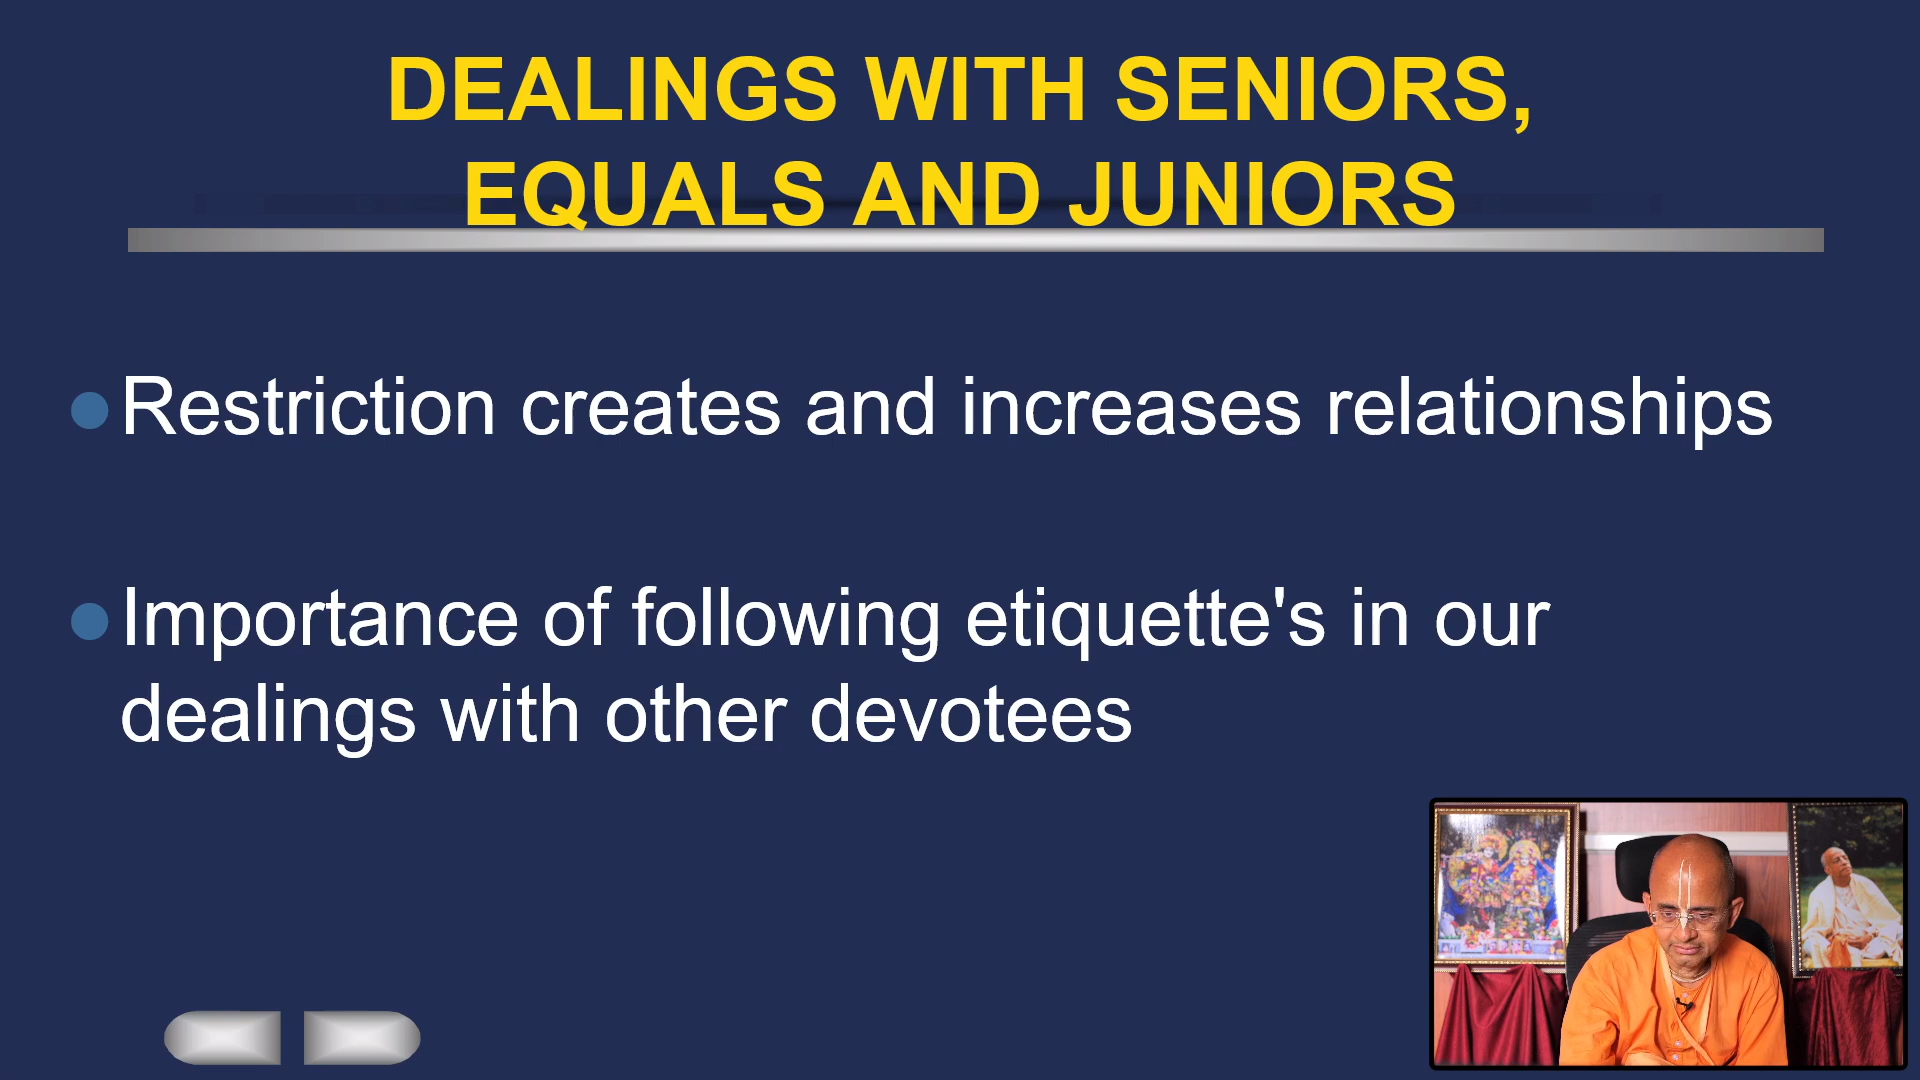 DEALINGS WITH SENIORS,
EQUALS AND JUNIORS
Restriction creates and increases relationships
Importance of following etiquette's in our
dealings with other devotees